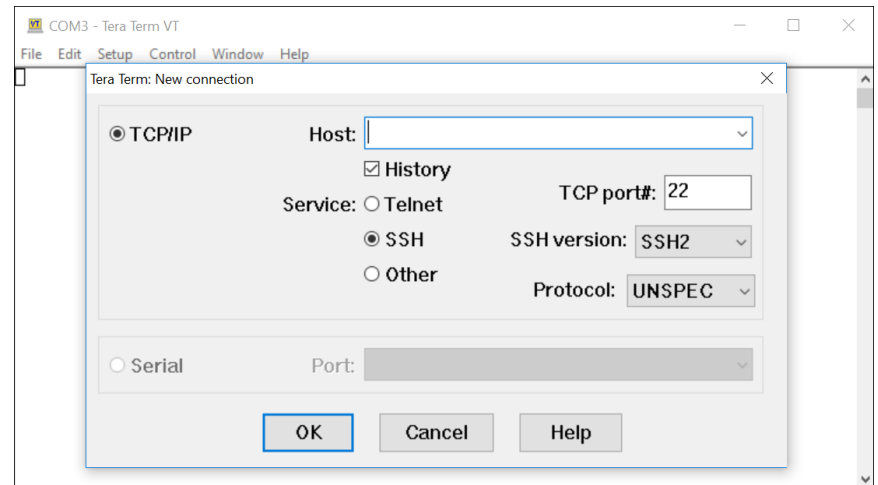 VT COM3 - Tera Term VT
File Edit Setup Control Window Help
Tera Term: New connection
TCP/IP Host:
History
Service: Telnet TCP port#: 22
SSH SSH version: SSH2
Other Protocol: UNSPEC
Serial Port:
OK Cancel Help